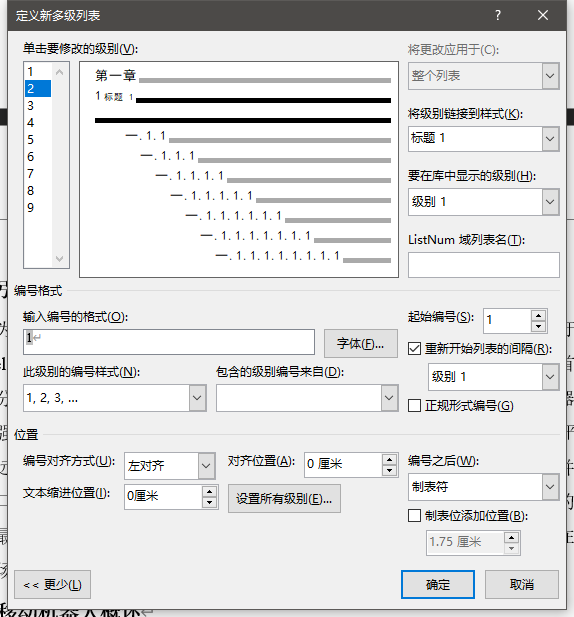 定义新多级列表
单击要修改的级别(V):
将更改应用于(C):
1
2
3
4
5
6
7
8
9
第一章
1 标题 1
一. 1. 1
一. 1. 1. 1
一. 1. 1. 1. 1
一. 1. 1. 1. 1. 1
一. 1. 1. 1. 1. 1. 1
一. 1. 1. 1. 1. 1. 1. 1
一. 1. 1. 1. 1. 1. 1. 1. 1
整个列表
将级别链接到样式(K):
标题 1
要在库中显示的级别(H):
级别 1
ListNum 域列表名(T):
编号格式
输入编号的格式(O):
1
字体(F)...
起始编号(S):
1
重新开始列表的间隔(R):
级别 1
此级别的编号样式(N):
1, 2, 3, ...
包含的级别编号来自(D):
正规形式编号(G)
位置
编号对齐方式(U):
左对齐
对齐位置(A):
0 厘米
编号之后(W):
制表符
文本缩进位置(I):
0厘米
设置所有级别(E)...
制表位添加位置(B):
1.75 厘米
<< 更少(L)
确定
取消
移动机器人概述